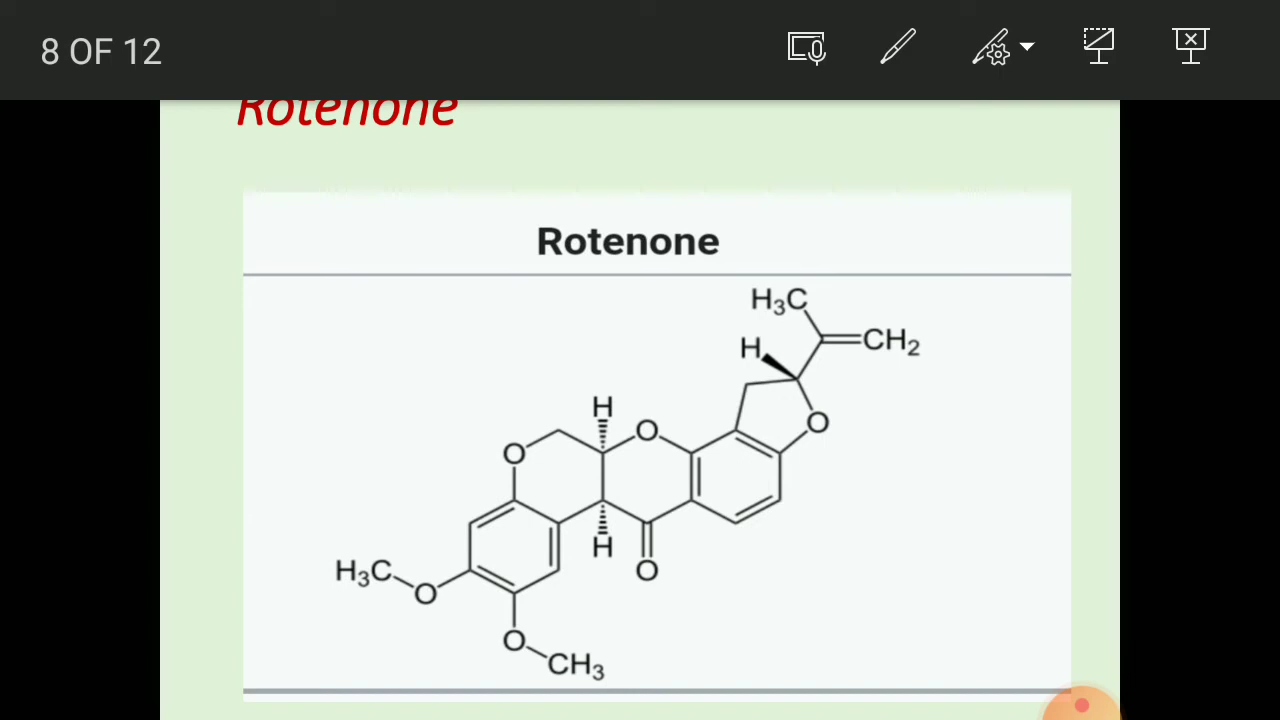 8 OF 12
Rotenone
Rotenone
H₃C
H
CH₂
H
O
O
O
H
H₃C
O
O
O
CH₃